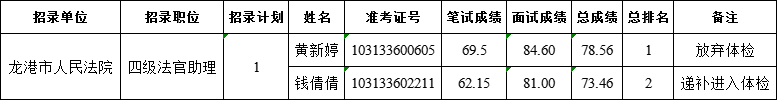 招录单位 招录职位 招录计划 姓名 准考证号 笔试成绩 面试成绩 总成绩 总排名 备注
龙港市人民法院 四级法官助理 1 黄新婷 103133600605 69.5 84.60 78.56 1 放弃体检
钱倩倩 103133602211 62.15 81.00 73.46 2 递补进入体检